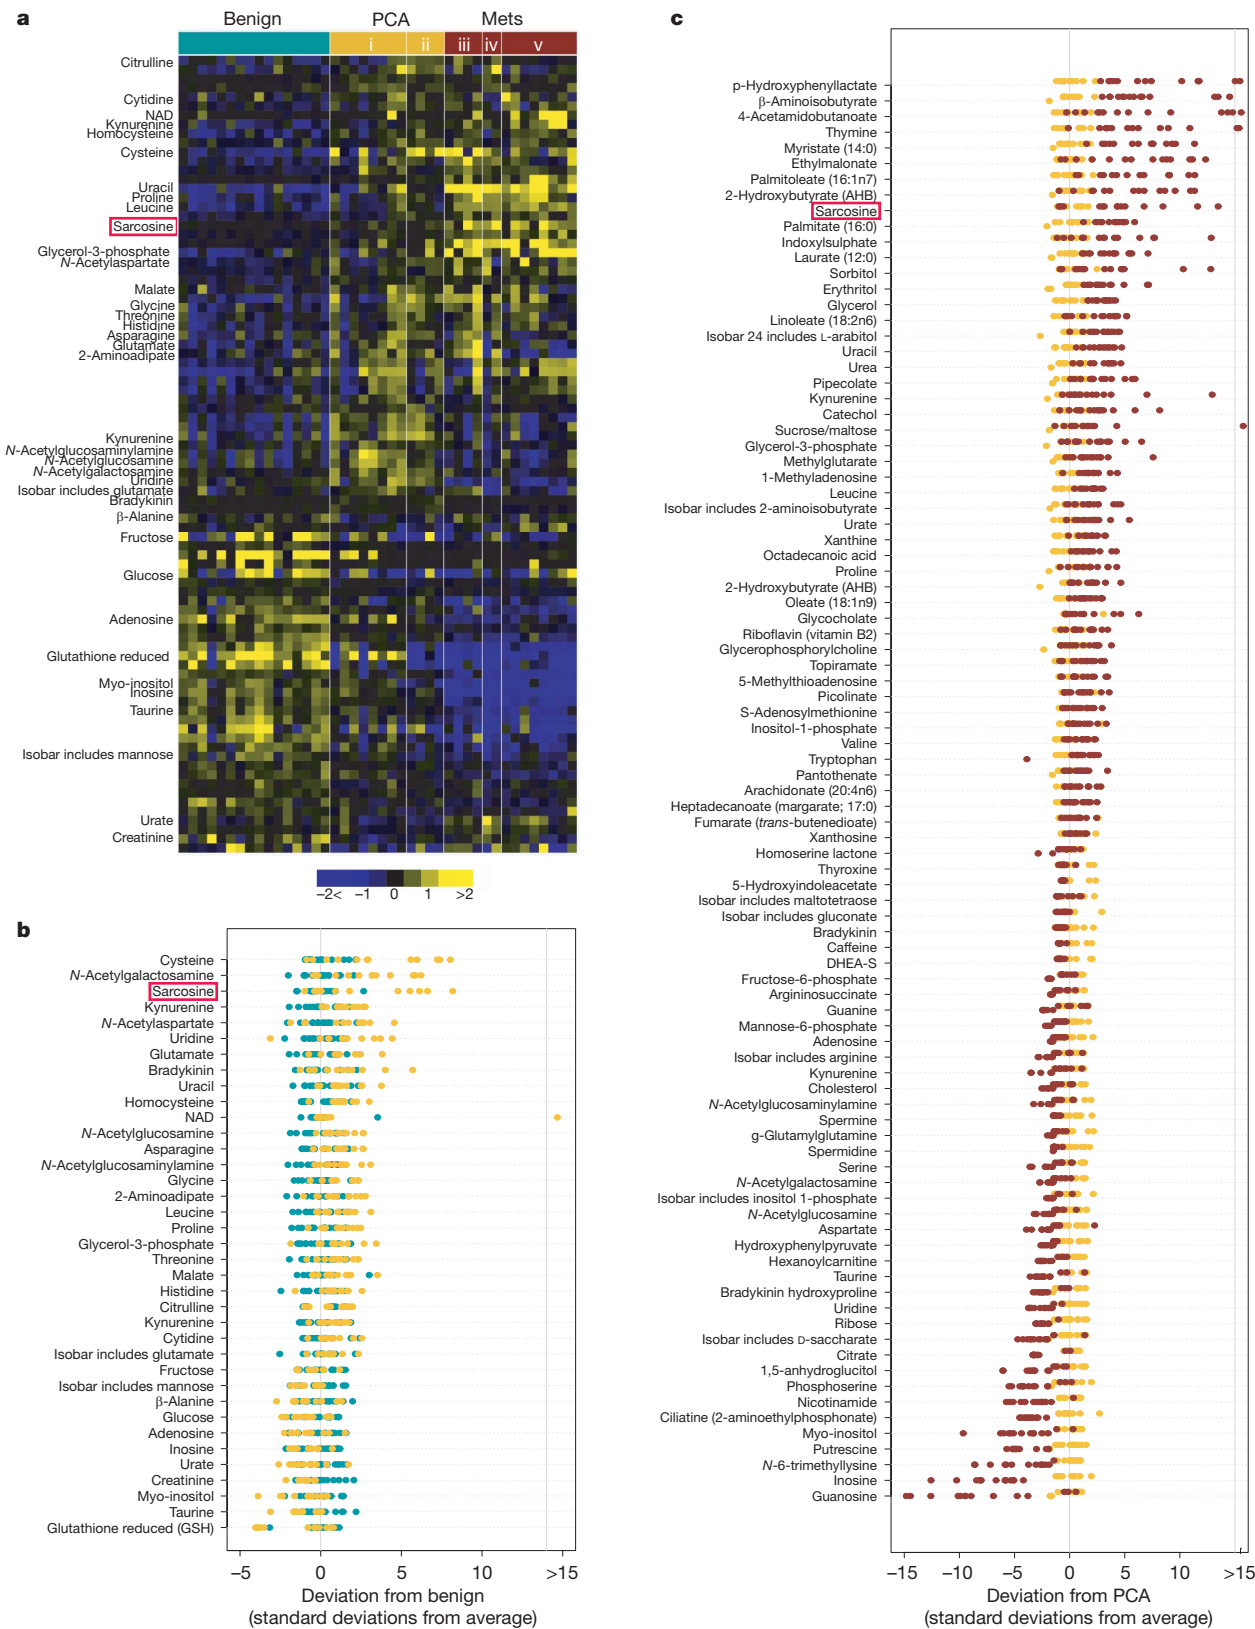 a
Benign PCA Mets
i ii iii iv v
Citrulline
Cytidine
NAD
Kynurenine
Homocysteine
Cysteine
Uracil
Proline
Leucine
Sarcosine
Glycerol-3-phosphate
N-Acetylaspartate
Malate
Glycine
Threonine
Histidine
Asparagine
Glutamate
2-Aminoadipate
Kynurenine
N-Acetylglucosaminylamine
N-Acetylglucosamine
N-Acetylgalactosamine
Uridine
Isobar includes glutamate
Bradykinin
β-Alanine
Fructose
Glucose
Adenosine
Glutathione reduced
Myo-inositol
Inosine
Taurine
Isobar includes mannose
Urate
Creatinine
−2< −1 0 1 >2
b
Cysteine
N-Acetylgalactosamine
Sarcosine
Kynurenine
N-Acetylaspartate
Uridine
Glutamate
Bradykinin
Uracil
Homocysteine
NAD
N-Acetylglucosamine
Asparagine
N-Acetylglucosaminylamine
Glycine
2-Aminoadipate
Leucine
Proline
Glycerol-3-phosphate
Threonine
Malate
Histidine
Citrulline
Kynurenine
Cytidine
Isobar includes glutamate
Fructose
Isobar includes mannose
β-Alanine
Glucose
Adenosine
Inosine
Urate
Creatinine
Myo-inositol
Taurine
Glutathione reduced (GSH)
−5 0 5 10 >15
Deviation from benign
(standard deviations from average)
c
p-Hydroxyphenyllactate
β-Aminoisobutyrate
4-Acetamidobutanoate
Thymine
Myristate (14:0)
Ethylmalonate
Palmitoleate (16:1n7)
2-Hydroxybutyrate (AHB)
Sarcosine
Palmitate (16:0)
Indoxylsulphate
Laurate (12:0)
Sorbitol
Erythritol
Glycerol
Linoleate (18:2n6)
Isobar 24 includes L-arabitol
Uracil
Urea
Pipecolate
Kynurenine
Catechol
Sucrose/maltose
Glycerol-3-phosphate
Methylglutarate
1-Methyladenosine
Leucine
Isobar includes 2-aminoisobutyrate
Urate
Xanthine
Octadecanoic acid
Proline
2-Hydroxybutyrate (AHB)
Oleate (18:1n9)
Glycocholate
Riboflavin (vitamin B2)
Glycerophosphorylcholine
Topiramate
5-Methylthioadenosine
Picolinate
S-Adenosylmethionine
Inositol-1-phosphate
Valine
Tryptophan
Pantothenate
Arachidonate (20:4n6)
Heptadecanoate (margarate; 17:0)
Fumarate (trans-butenedioate)
Xanthosine
Homoserine lactone
Thyroxine
5-Hydroxyindoleacetate
Isobar includes maltotetraose
Isobar includes gluconate
Bradykinin
Caffeine
DHEA-S
Fructose-6-phosphate
Argininosuccinate
Guanine
Mannose-6-phosphate
Adenosine
Isobar includes arginine
Kynurenine
Cholesterol
N-Acetylglucosaminylamine
Spermine
g-Glutamylglutamine
Spermidine
Serine
N-Acetylgalactosamine
Isobar includes inositol 1-phosphate
N-Acetylglucosamine
Aspartate
Hydroxyphenylpyruvate
Hexanoylcarnitine
Taurine
Bradykinin hydroxyproline
Uridine
Ribose
Isobar includes D-saccharate
Citrate
1,5-anhydroglucitol
Phosphoserine
Nicotinamide
Ciliatine (2-aminoethylphosphonate)
Myo-inositol
Putrescine
N-6-trimethyllysine
Inosine
Guanosine
−15 −10 −5 0 5 10 >15
Deviation from PCA
(standard deviations from average)